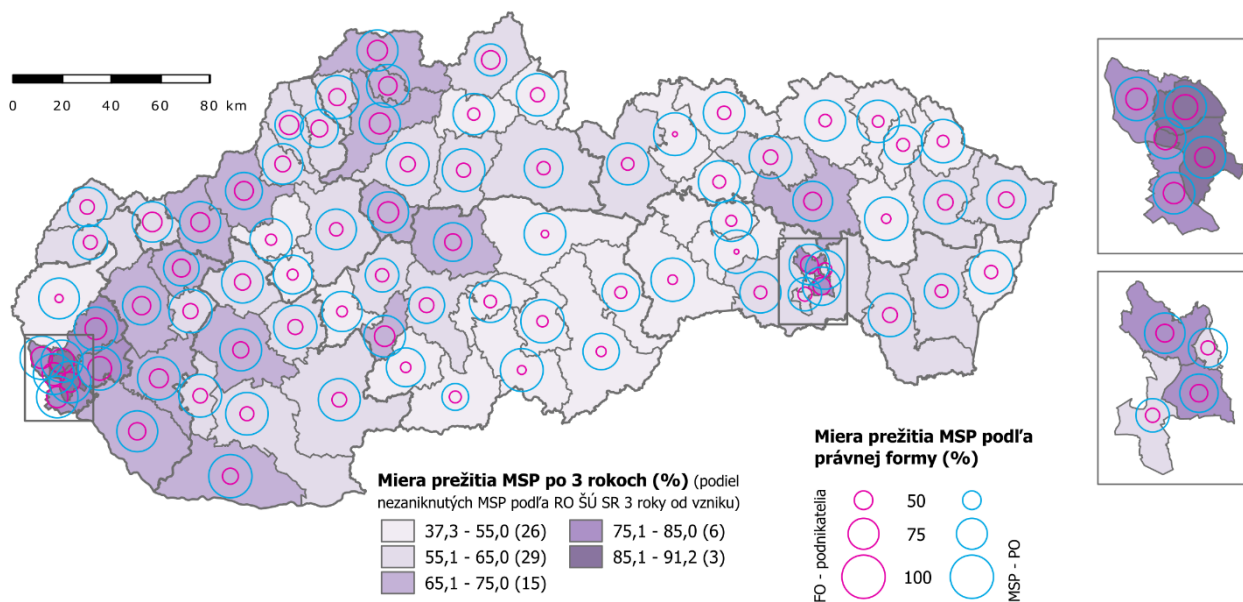 0 20 40 60 80 km
Miera prežitia MSP po 3 rokoch (%) (podiel
nezaniknutých MSP podľa RO ŠÚ SR 3 roky od vzniku)
37,3 - 55,0 (26)
55,1 - 65,0 (29)
65,1 - 75,0 (15)
75,1 - 85,0 (6)
85,1 - 91,2 (3)
Miera prežitia MSP podľa
právnej formy (%)
FO - podnikatelia
50
75
100
MSP - PO